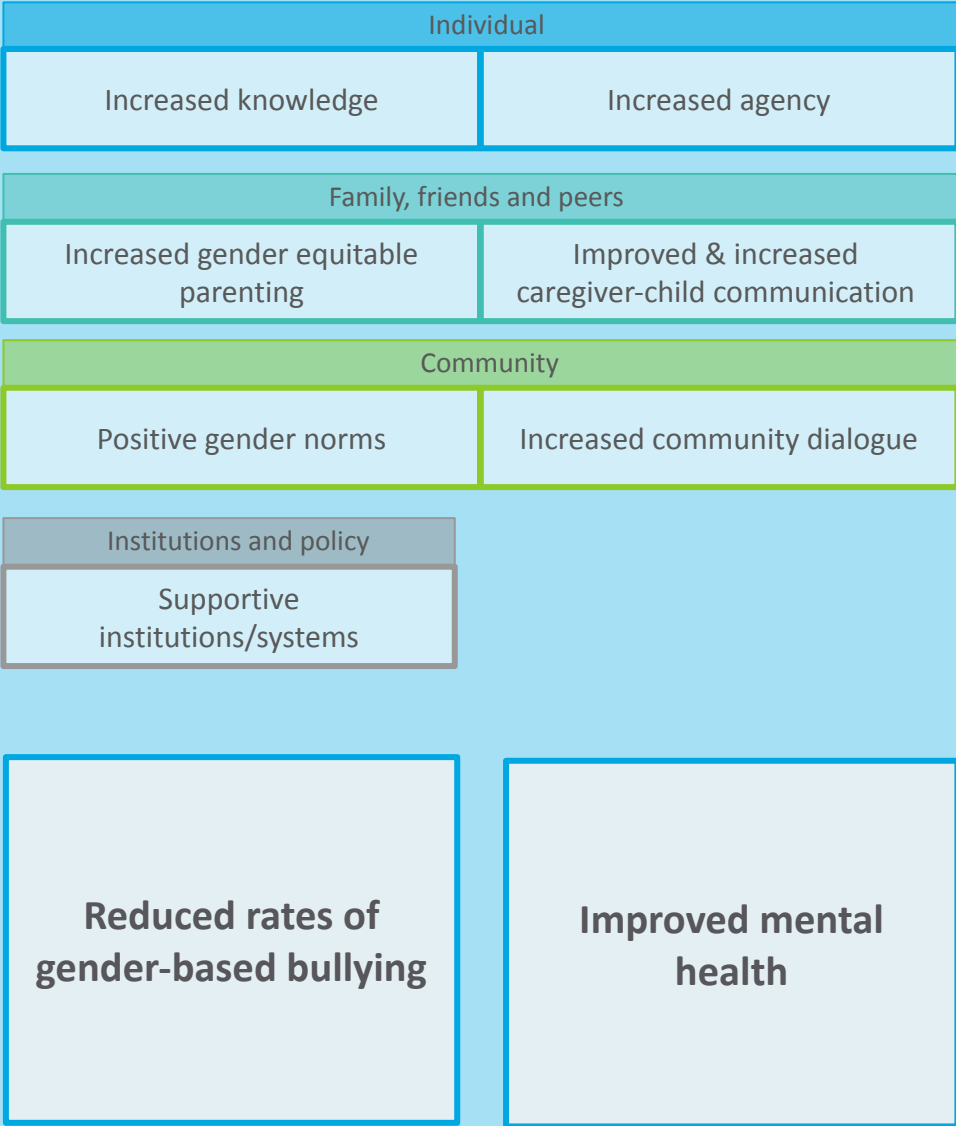 Individual
Increased knowledge
Increased agency
Family, friends and peers
Increased gender equitable
parenting
Improved & increased
caregiver-child communication
Community
Positive gender norms
Increased community dialogue
Institutions and policy
Supportive
institutions/systems
Reduced rates of
gender-based bullying
Improved mental
health